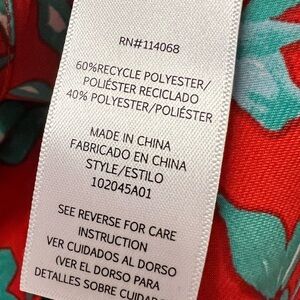 RN#114068
60%RECYCLE POLYESTER/
POLIÉSTER RECICLADO
40% POLYESTER/POLIÉSTER
MADE IN CHINA
FABRICADO EN CHINA
STYLE/ESTILO
102045A01
SEE REVERSE FOR CARE
INSTRUCTION
VER CUIDADOS AL DORSO
(VER EL DORSO PARA
DETALLES SOBRE CUIDADO)